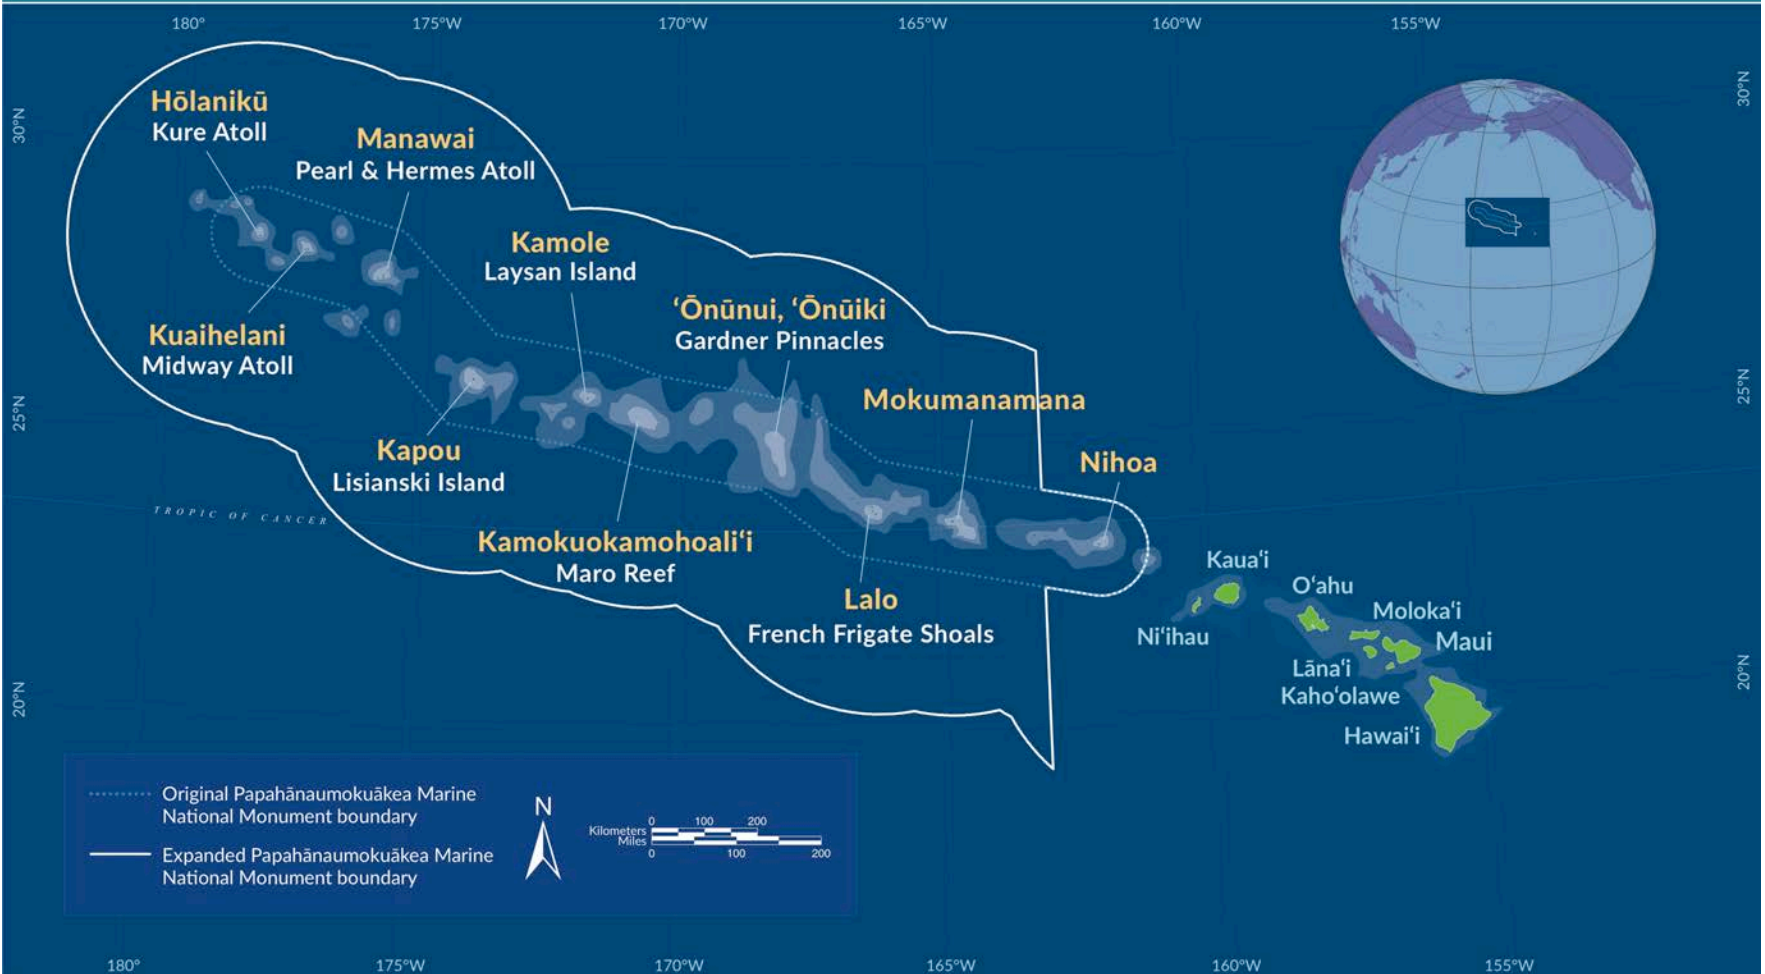 180°
175°W
170°W
165°W
160°W
155°W
30°N
30°N
Hōlanikū
Kure Atoll
Manawai
Pearl & Hermes Atoll
Kamole
Laysan Island
ʻŌnūnui, ʻŌnūiki
Gardner Pinnacles
Kuaihelani
Midway Atoll
Mokumanamana
25°N
25°N
Kapou
Lisianski Island
Nihoa
TROPIC OF CANCER
Kamokuokamohoaliʻi
Maro Reef
Lalo
French Frigate Shoals
Kauaʻi
Oʻahu
Molokaʻi
Niʻihau
Maui
Lānaʻi
Kahoʻolawe
Hawaiʻi
20°N
20°N
Original Papahānaumokuākea Marine
National Monument boundary
Expanded Papahānaumokuākea Marine
National Monument boundary
N
0 100 200
Kilometers
Miles
0 100 200
180°
175°W
170°W
165°W
160°W
155°W